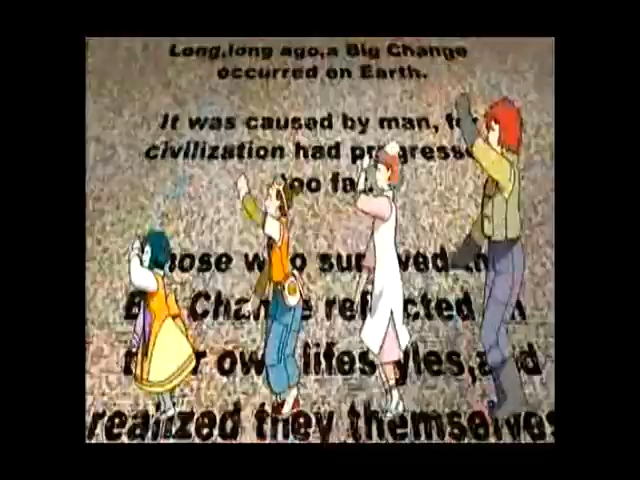 Long,long ago,a Big Change
occurred on Earth.
It was caused by man, for
civilization had progressed
too far.
Those who survived the
Big Change reflected on
their own lifestyles,and
realized they themselves